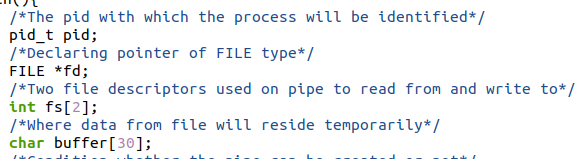 (){
/*The pid with which the process will be identified*/
pid_t pid;
/*Declaring pointer of FILE type*/
FILE *fd;
/*Two file descriptors used on pipe to read from and write to*/
int fs[2];
/*Where data from file will reside temporarily*/
char buffer[30];
/*Condition whether the pipe can be created or not*/